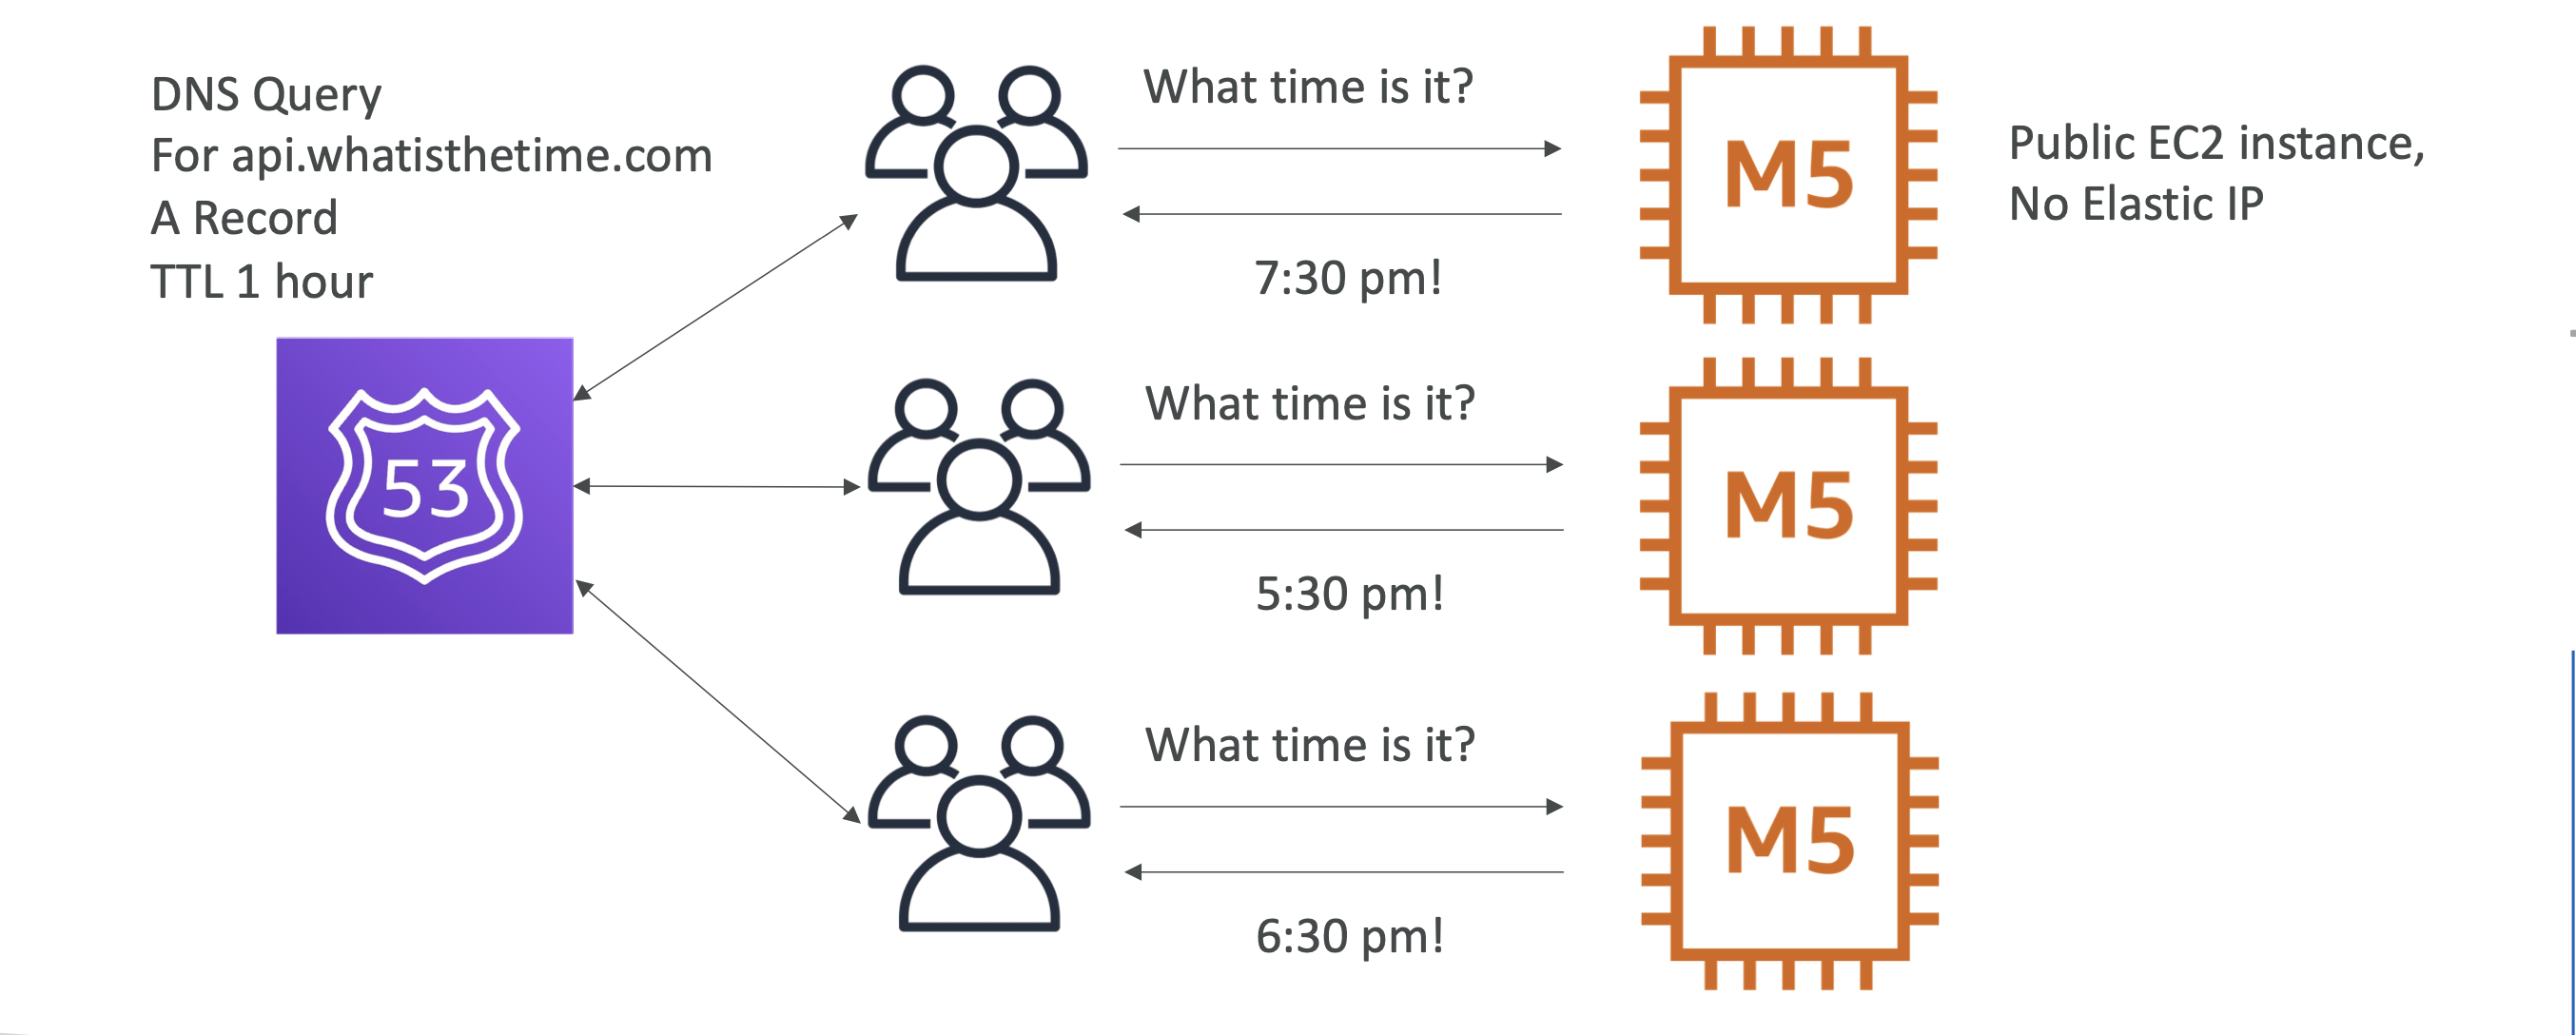 DNS Query
For api.whatisthetime.com
A Record
TTL 1 hour
53
What time is it?
7:30 pm!
M5
Public EC2 instance,
No Elastic IP
What time is it?
5:30 pm!
M5
What time is it?
6:30 pm!
M5